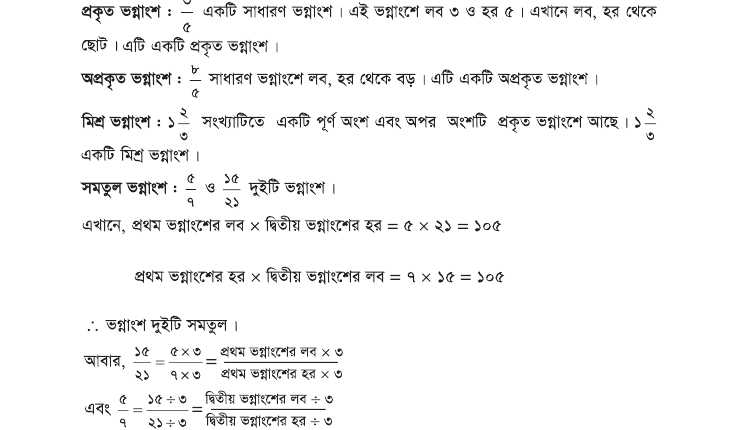 প্রকৃত ভগ্নাংশ : ৩/৫ একটি সাধারণ ভগ্নাংশ। এই ভগ্নাংশে লব ৩ ও হর ৫। এখানে লব, হর থেকে
ছোট। এটি একটি প্রকৃত ভগ্নাংশ।
অপ্রকৃত ভগ্নাংশ : ৮/৫ সাধারণ ভগ্নাংশে লব, হর থেকে বড়। এটি একটি অপ্রকৃত ভগ্নাংশ।
মিশ্র ভগ্নাংশ : ১ ২/৩ সংখ্যাটিতে একটি পূর্ণ অংশ এবং অপর অংশটি প্রকৃত ভগ্নাংশে আছে। ১ ২/৩
একটি মিশ্র ভগ্নাংশ।
সমতুল ভগ্নাংশ : ৫/৭ ও ১৫/২১ দুইটি ভগ্নাংশ।
এখানে, প্রথম ভগ্নাংশের লব × দ্বিতীয় ভগ্নাংশের হর = ৫ × ২১ = ১০৫
প্রথম ভগ্নাংশের হর × দ্বিতীয় ভগ্নাংশের লব = ৭ × ১৫ = ১০৫
∴ ভগ্নাংশ দুইটি সমতুল।
আবার, ১৫/২১ = ৫ × ৩/৭ × ৩ = প্রথম ভগ্নাংশের লব × ৩/প্রথম ভগ্নাংশের হর × ৩
এবং ৫/৭ = ১৫ ÷ ৩/২১ ÷ ৩ = দ্বিতীয় ভগ্নাংশের লব ÷ ৩/দ্বিতীয় ভগ্নাংশের হর ÷ ৩